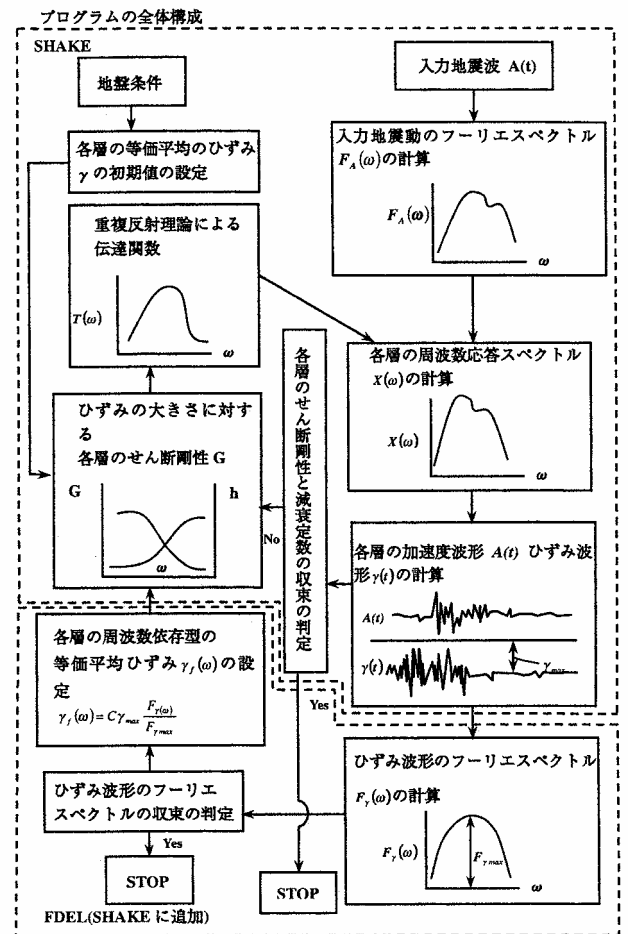 プログラムの全体構成
SHAKE
地盤条件
入力地震波 A(t)
各層の等価平均のひずみ
γ の初期値の設定
入力地震動のフーリエスペクトル
F_A(ω) の計算
F_A(ω)
ω
重複反射理論による
伝達関数
T(ω)
ω
各層の周波数応答スペクトル
X(ω) の計算
X(ω)
ω
各層のせん断剛性と減衰定数の収束の判定
ひずみの大きさに対す
る
各層のせん断剛性 G
G
h
ω
No
各層の加速度波形 A(t) ひずみ波
形 γ(t) の計算
A(t)
γ(t)
γ_max
各層の周波数依存型の
等価平均ひずみ γ_f(ω) の設
定
γ_f(ω) = Cγ_max F_γ(ω) / F_γmax
Yes
ひずみ波形のフーリエスペクトル
F_γ(ω) の計算
F_γ(ω)
F_γmax
ω
ひずみ波形のフーリエ
スペクトルの収束の判定
Yes
STOP
STOP
FDEL(SHAKE に追加)